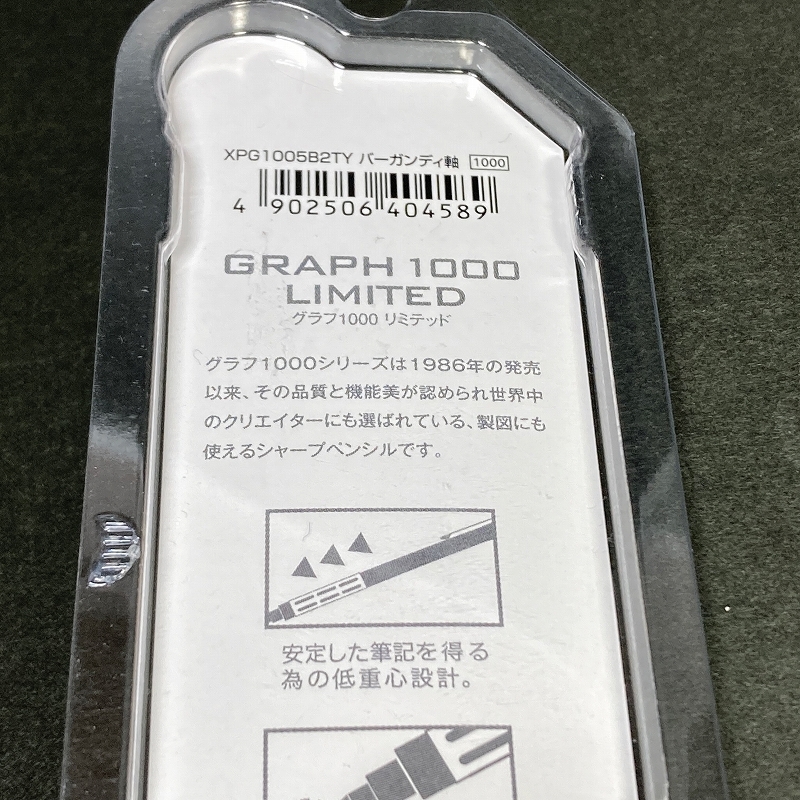 XPG1005B2TY バーガンディ軸 1000
4 902506 404589
GRAPH 1000
LIMITED
グラフ1000 リミテッド
グラフ1000シリーズは1986年の発売
以来、その品質と機能美が認められ世界中
のクリエイターにも選ばれている、製図にも
使えるシャープペンシルです。
安定した筆記を得る
為の低重心設計。